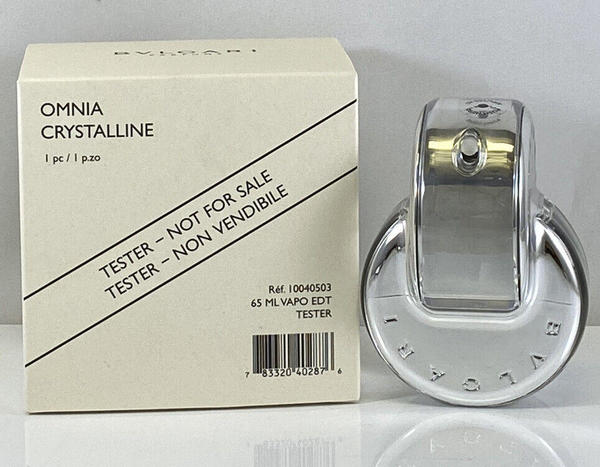 BVLGARI
OMNIA
CRYSTALLINE
1 pc / 1 p.zo
TESTER – NOT FOR SALE
TESTER – NON VENDIBILE
Réf. 10040503
65 ML VAPO EDT
TESTER
7 83320 40287 6
BVLGARI